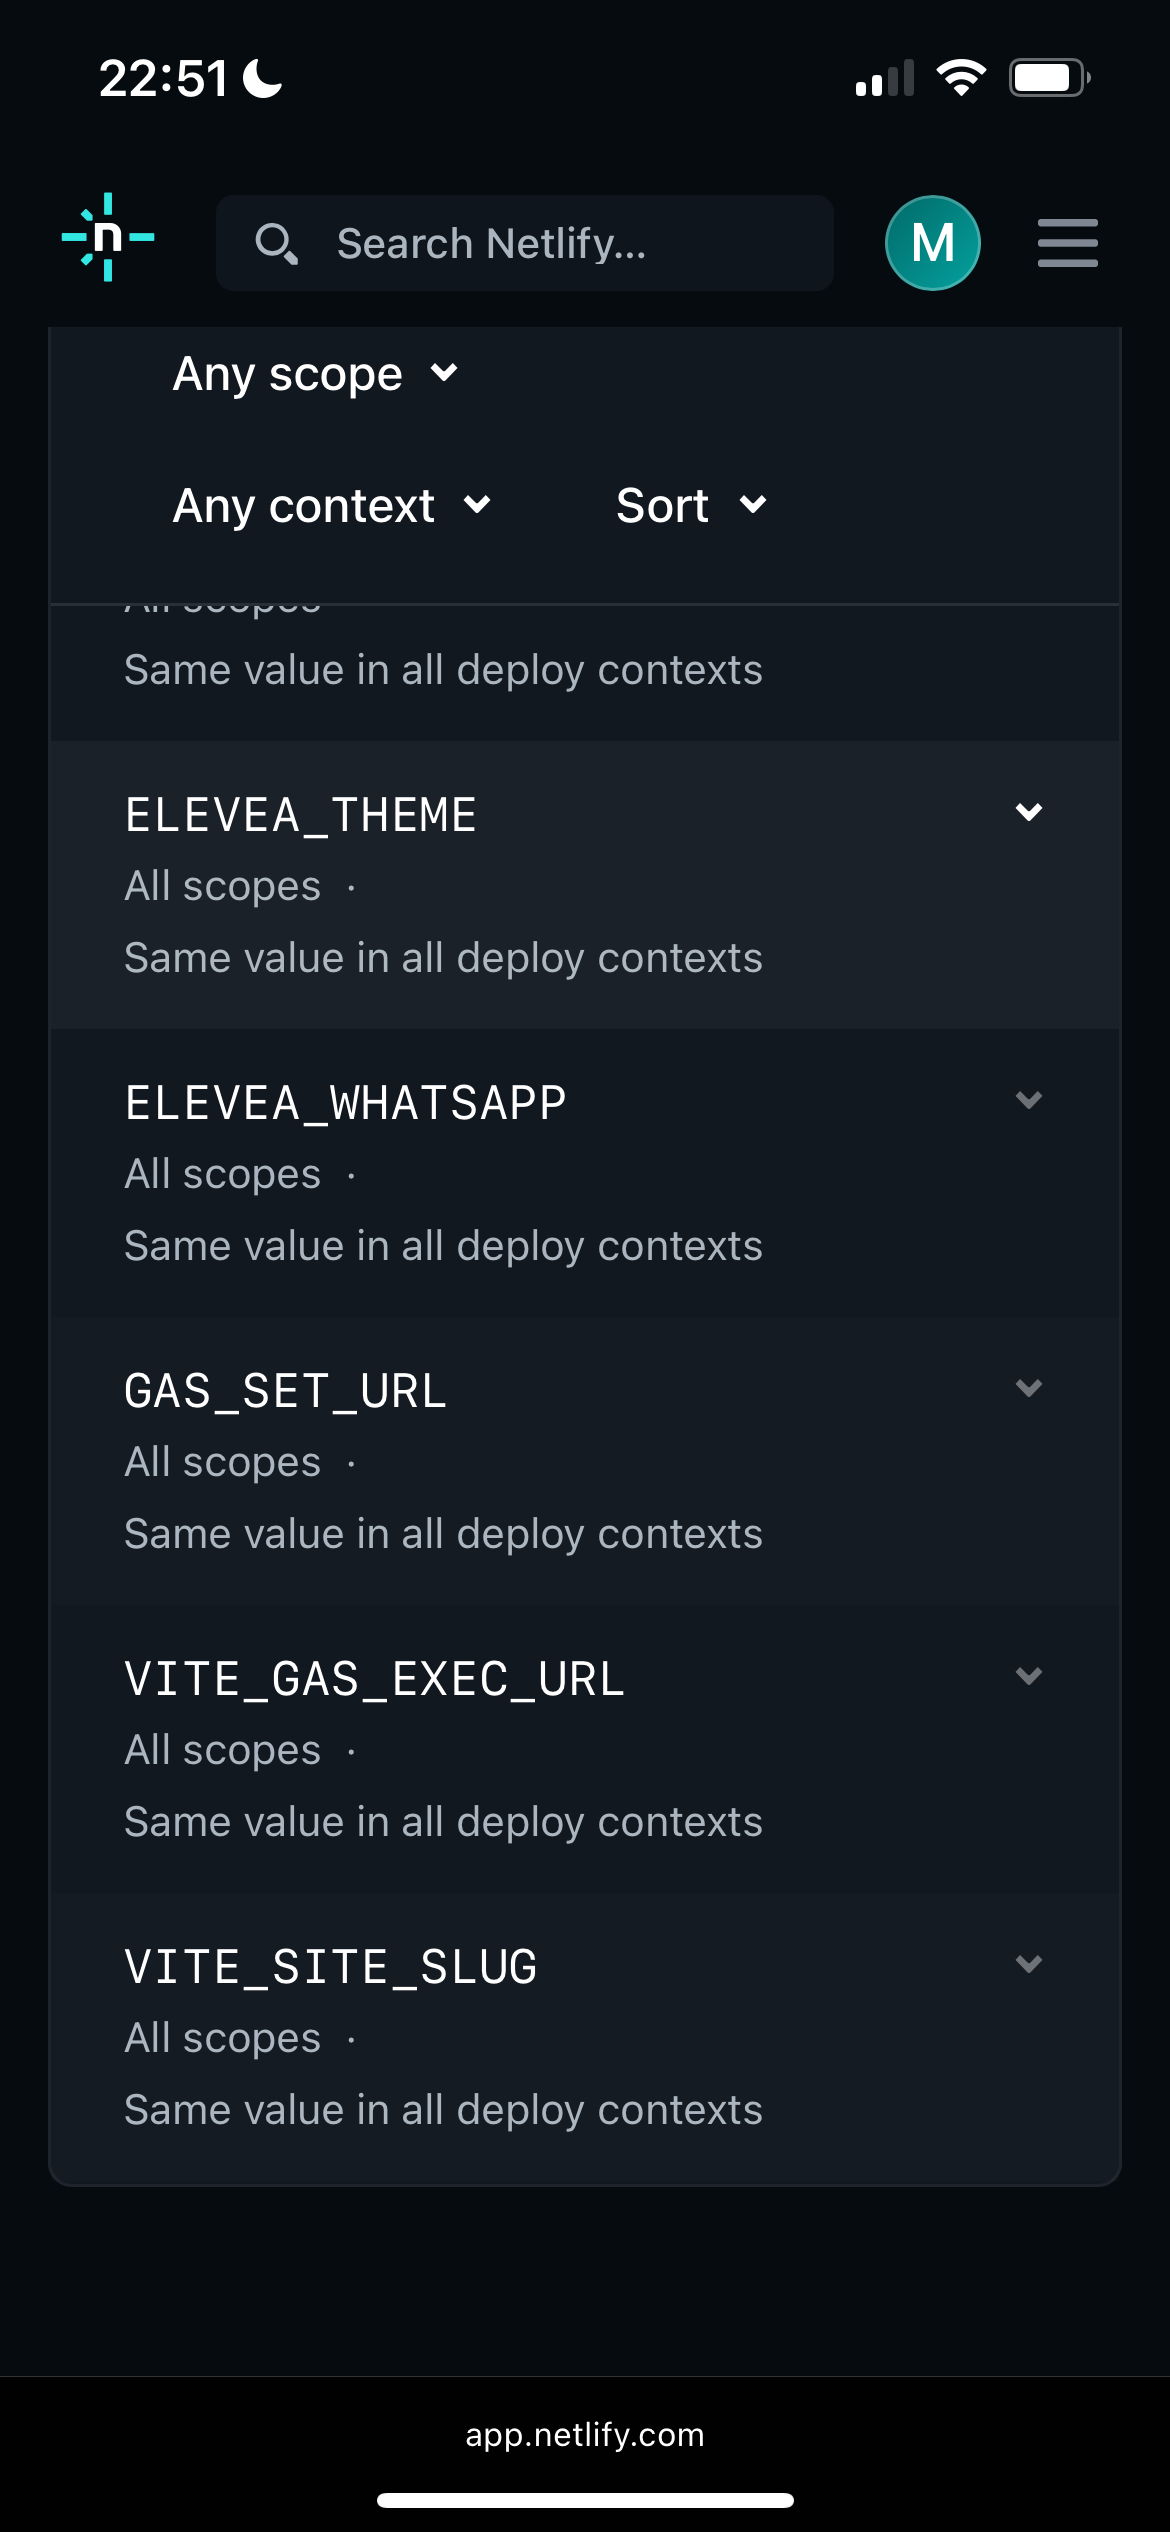 22:51
n
Search Netlify...
M
Any scope
Any context
Sort
All scopes
Same value in all deploy contexts
ELEVEA_THEME
All scopes ·
Same value in all deploy contexts
ELEVEA_WHATSAPP
All scopes ·
Same value in all deploy contexts
GAS_SET_URL
All scopes ·
Same value in all deploy contexts
VITE_GAS_EXEC_URL
All scopes ·
Same value in all deploy contexts
VITE_SITE_SLUG
All scopes ·
Same value in all deploy contexts
app.netlify.com